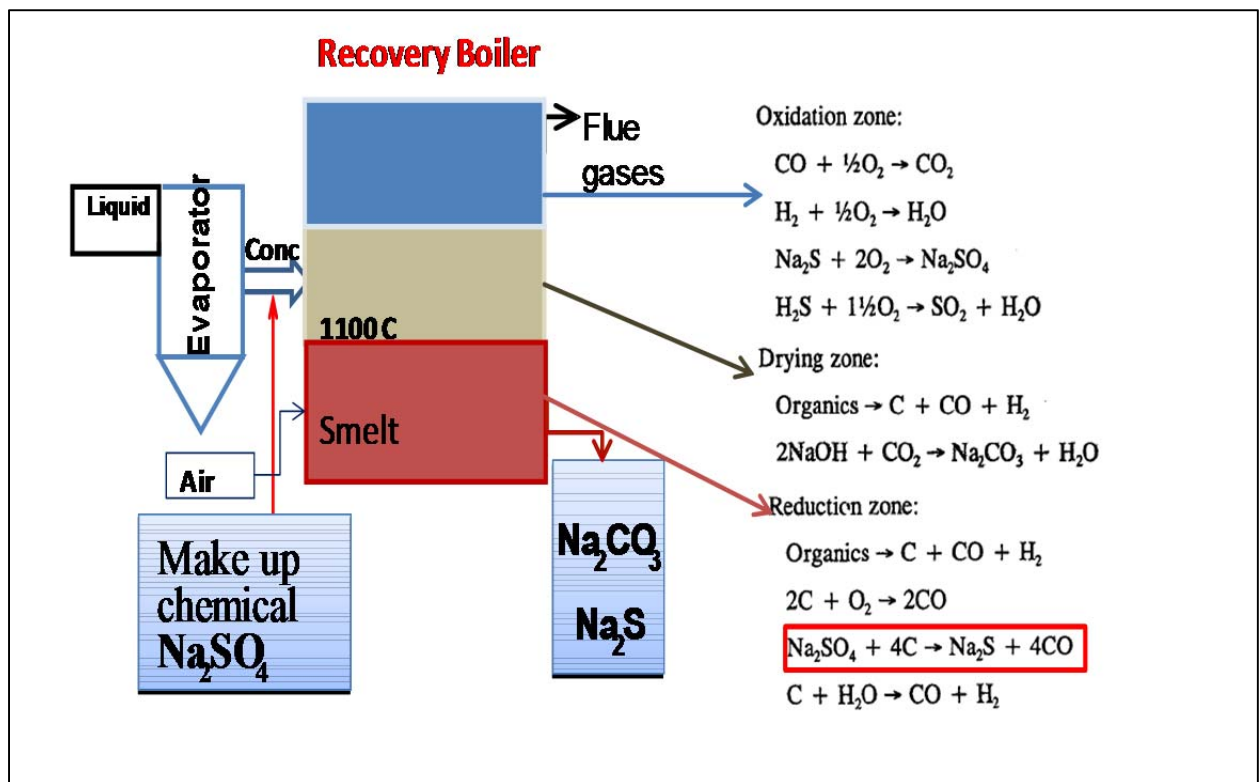 Recovery Boiler
Flue
gases
Liquid
Evaporator
Conc
1100 C
Smelt
Air
Make up
chemical
Na₂SO₄
Na₂CO₃
Na₂S
Oxidation zone:
CO + ½O₂ → CO₂
H₂ + ½O₂ → H₂O
Na₂S + 2O₂ → Na₂SO₄
H₂S + 1½O₂ → SO₂ + H₂O
Drying zone:
Organics → C + CO + H₂
2NaOH + CO₂ → Na₂CO₃ + H₂O
Reduction zone:
Organics → C + CO + H₂
2C + O₂ → 2CO
Na₂SO₄ + 4C → Na₂S + 4CO
C + H₂O → CO + H₂